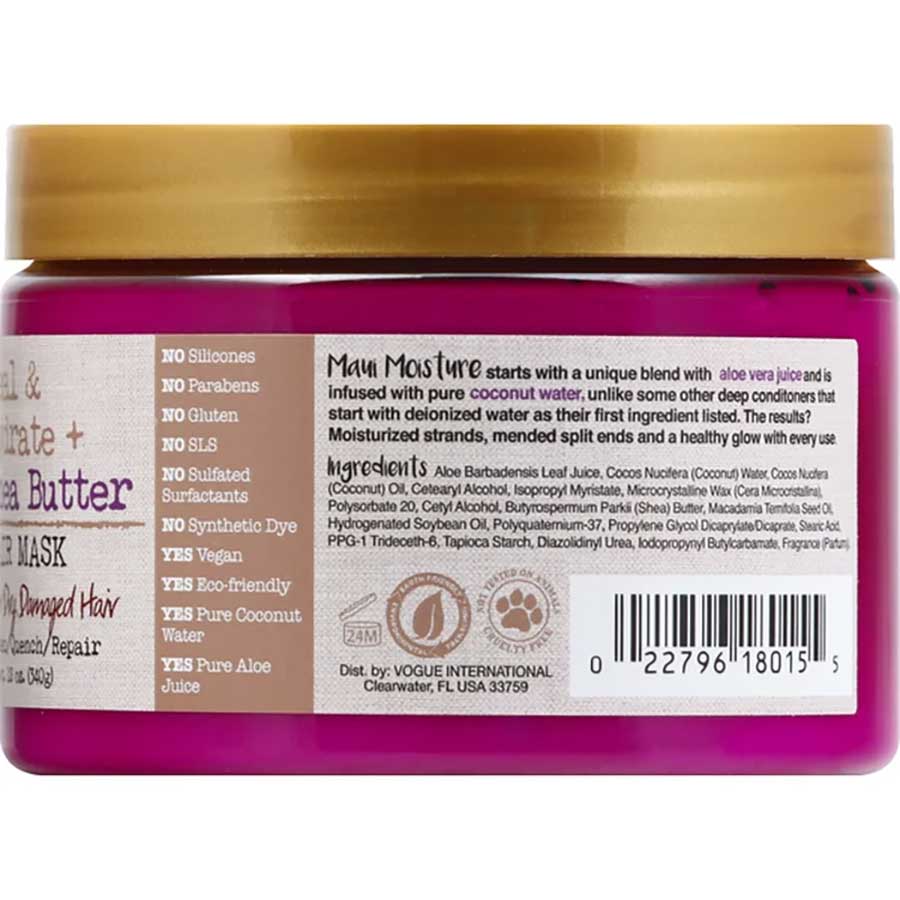 al &
drate +
ea Butter
R MASK
Dry, Damaged Hair
/Quench/Repair
(340g)
NO Silicones
NO Parabens
NO Gluten
NO SLS
NO Sulfated
Surfactants
NO Synthetic Dye
YES Vegan
YES Eco-friendly
YES Pure Coconut
Water
YES Pure Aloe
Juice
Maui Moisture starts with a unique blend with aloe vera juice and is
infused with pure coconut water, unlike some other deep conditoners that
start with deionized water as their first ingredient listed. The results?
Moisturized strands, mended split ends and a healthy glow with every use.
Ingredients Aloe Barbadensis Leaf Juice, Cocos Nucifera (Coconut) Water, Cocos Nucifera
(Coconut) Oil, Cetearyl Alcohol, Isopropyl Myristate, Microcrystalline Wax (Cera Microcristallina),
Polysorbate 20, Cetyl Alcohol, Butyrospermum Parkii (Shea) Butter, Macadamia Ternifolia Seed Oil,
Hydrogenated Soybean Oil, Polyquaternium-37, Propylene Glycol Dicaprylate/Dicaprate, Stearic Acid,
PPG-1 Trideceth-6, Tapioca Starch, Diazolidinyl Urea, Iodopropynyl Butylcarbamate, Fragrance (Parfum).
24M
EARTH FRIENDLY
NOT TESTED ON ANIMALS
CRUELTY FREE
Dist. by: VOGUE INTERNATIONAL
Clearwater, FL USA 33759
0 22796 18015 5